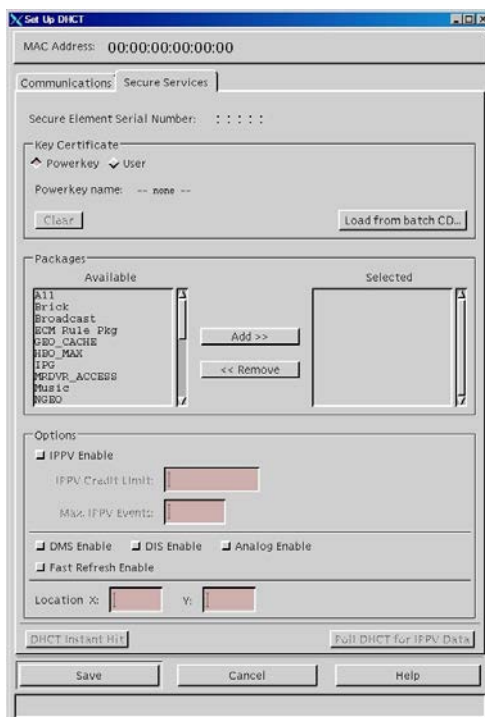 Set Up DHCT
MAC Address: 00:00:00:00:00:00
Communications Secure Services
Secure Element Serial Number: : : : : :
Key Certificate
Powerkey User
Powerkey name: -- none --
Clear Load from batch CD...
Packages
Available Selected
All
Brick
Broadcast
ECM Rule Pkg
GEO_CACHE
HBO_MAX
IPG
MRDVR_ACCESS
Music
NGEO
Add >>
<< Remove
Options
IPPV Enable
IPPV Credit Limit:
Max. IPPV Events:
DMS Enable DIS Enable Analog Enable
Fast Refresh Enable
Location X: Y:
DHCT Instant Hit Poll DHCT for IPPV Data
Save Cancel Help